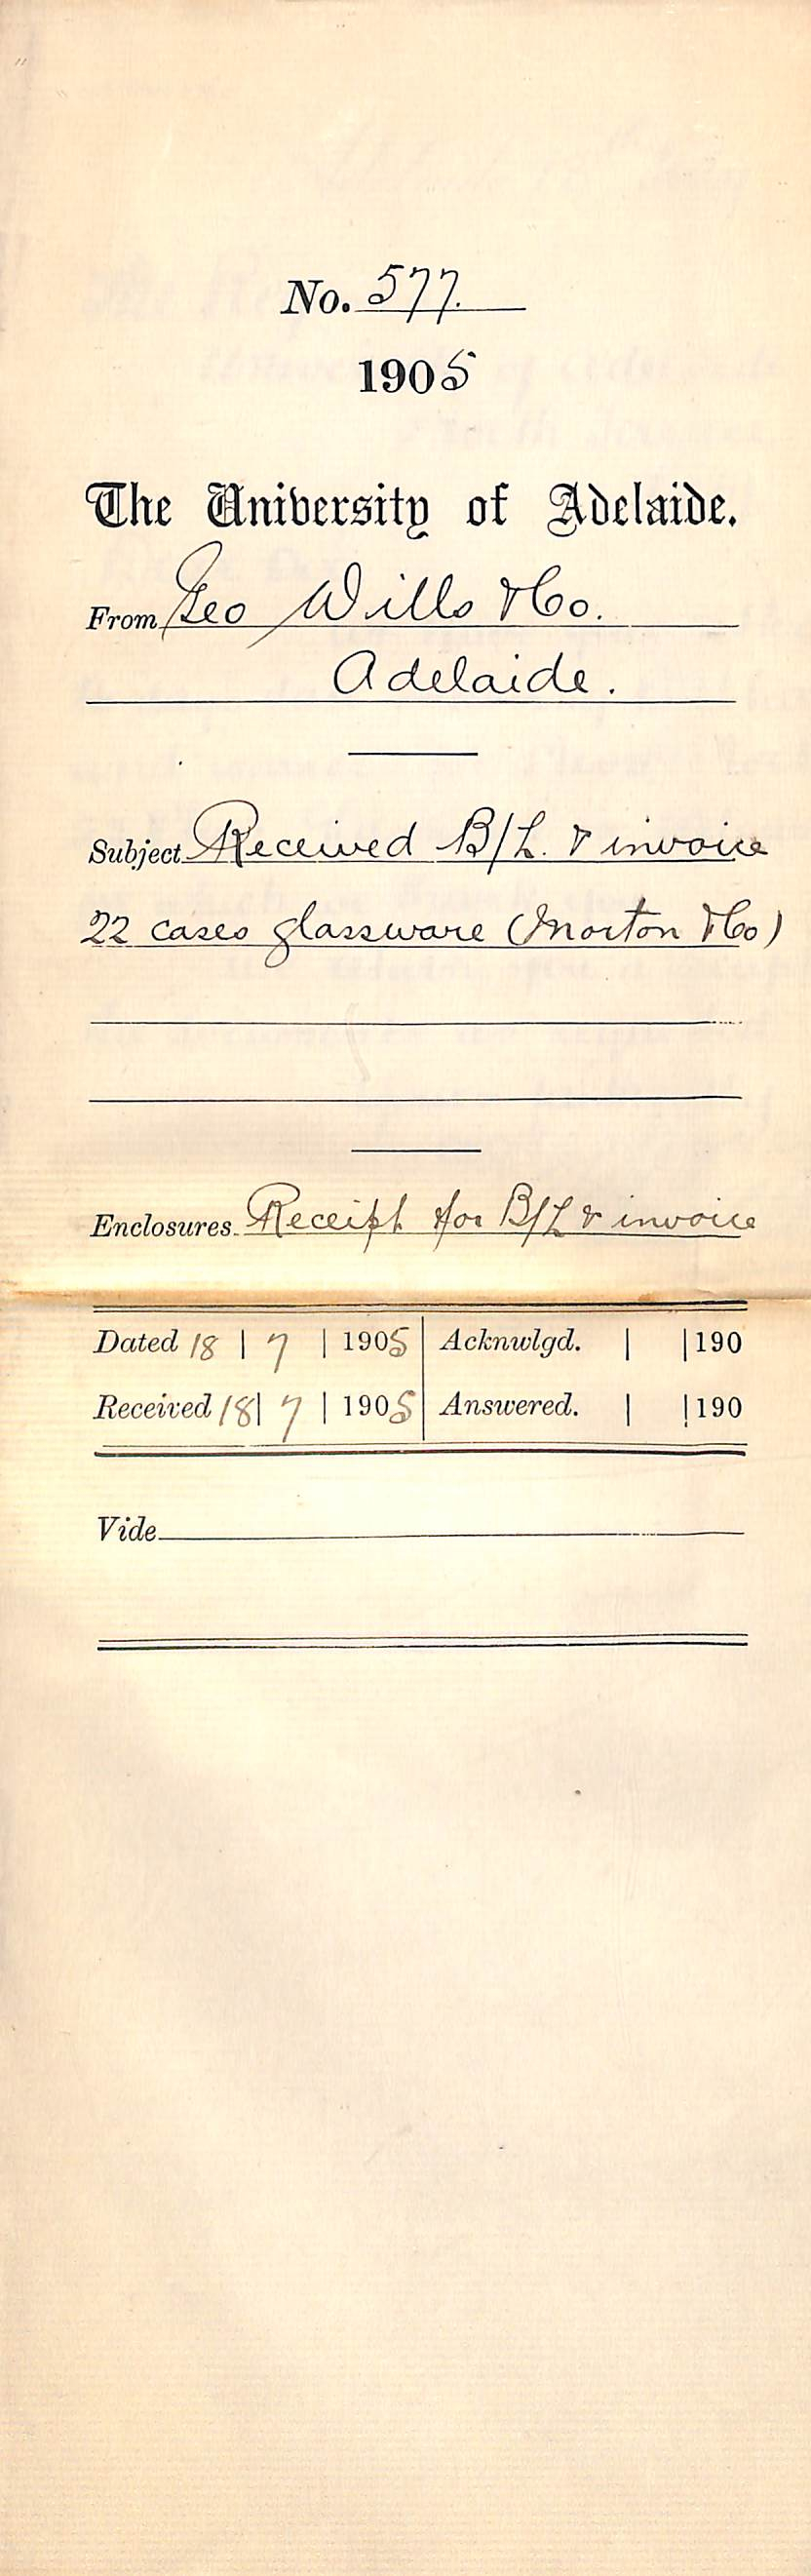 No. 577.
1905
The University of Adelaide.
From Geo Wills & Co.
Adelaide.
Subject Received B/L. & invoice
22 cases glassware (Morton & Co)
Enclosures. Receipt for B/L & invoice
Dated 18 | 7 | 1905 Acknwlgd. | | 190
Received 18 | 7 | 1905 Answered. | | 190
Vide